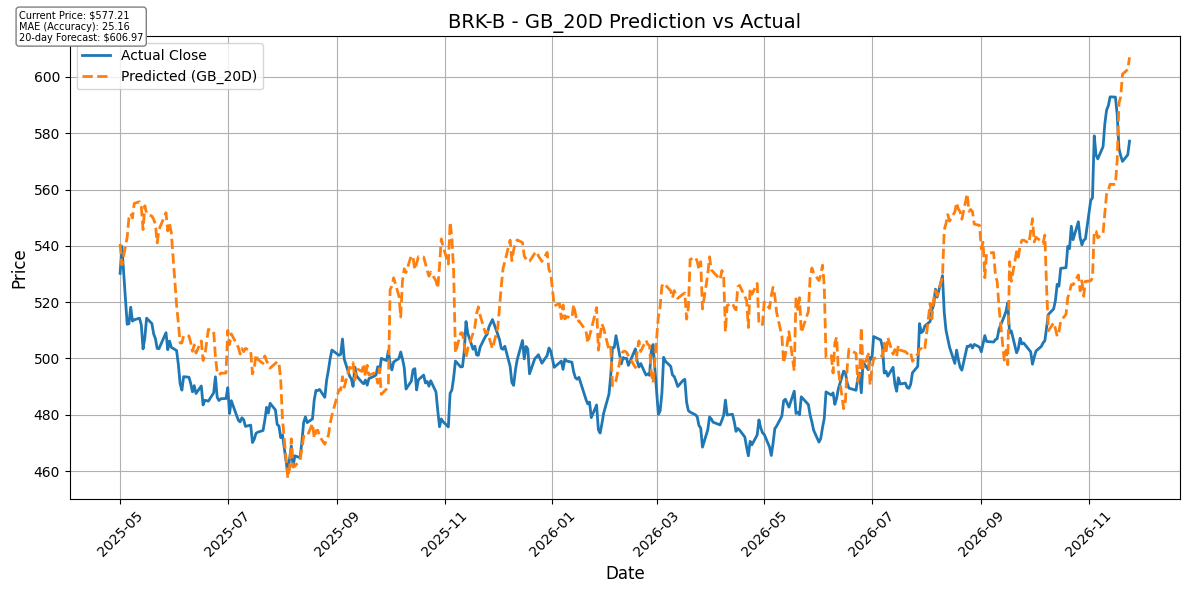 BRK-B - GB_20D Prediction vs Actual
Current Price: $577.21
MAE (Accuracy): 25.16
20-day Forecast: $606.97
Actual Close
Predicted (GB_20D)
Price
600
580
560
540
520
500
480
460
2025-05
2025-07
2025-09
2025-11
2026-01
2026-03
2026-05
2026-07
2026-09
2026-11
Date